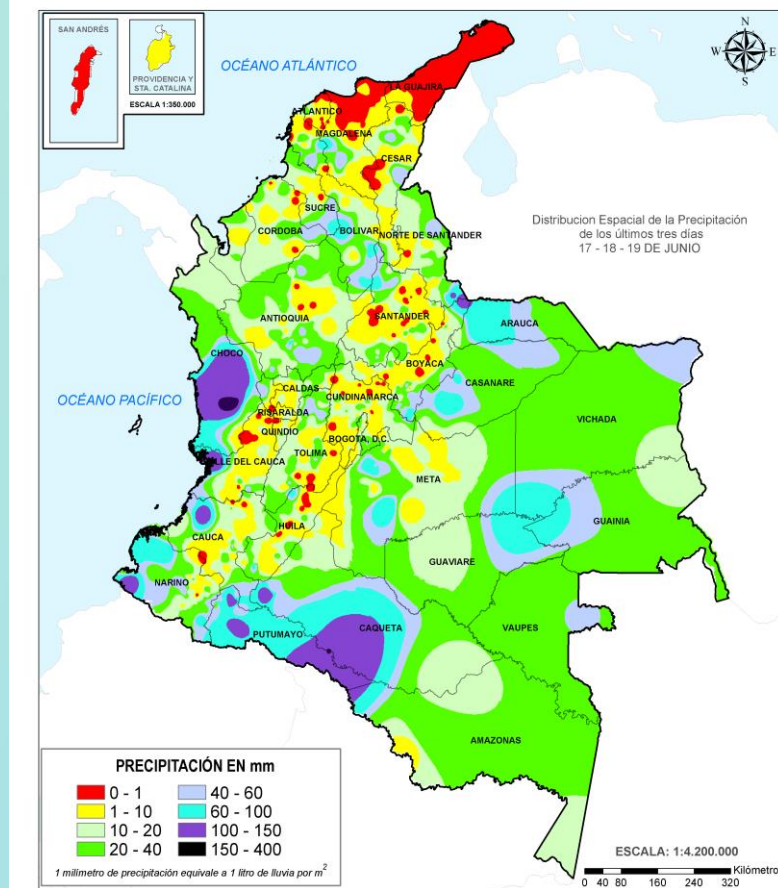 SAN ANDRÉS
PROVIDENCIA Y
STA. CATALINA
ESCALA 1:350.000
OCÉANO ATLÁNTICO
N
W E
S
LA GUAJIRA
ATLANTICO
MAGDALENA
CESAR
Distribucion Espacial de la Precipitación
de los últimos tres días
17 - 18 - 19 DE JUNIO
SUCRE
CORDOBA
BOLIVAR
NORTE DE SANTANDER
ANTIOQUIA
SANTANDER
ARAUCA
CHOCO
BOYACA
CASANARE
OCÉANO PACÍFICO
CALDAS
CUNDINAMARCA
RISARALDA
VICHADA
QUINDIO
BOGOTA, D.C.
TOLIMA
VALLE DEL CAUCA
META
GUAINIA
HUILA
CAUCA
GUAVIARE
NARINO
CAQUETA
VAUPES
PUTUMAYO
AMAZONAS
PRECIPITACIÓN EN mm
0 - 1 40 - 60
1 - 10 60 - 100
10 - 20 100 - 150
20 - 40 150 - 400
1 milímetro de precipitación equivale a 1 litro de lluvia por m²
ESCALA: 1:4.200.000
Kilómetro
0 40 80 160 240 320